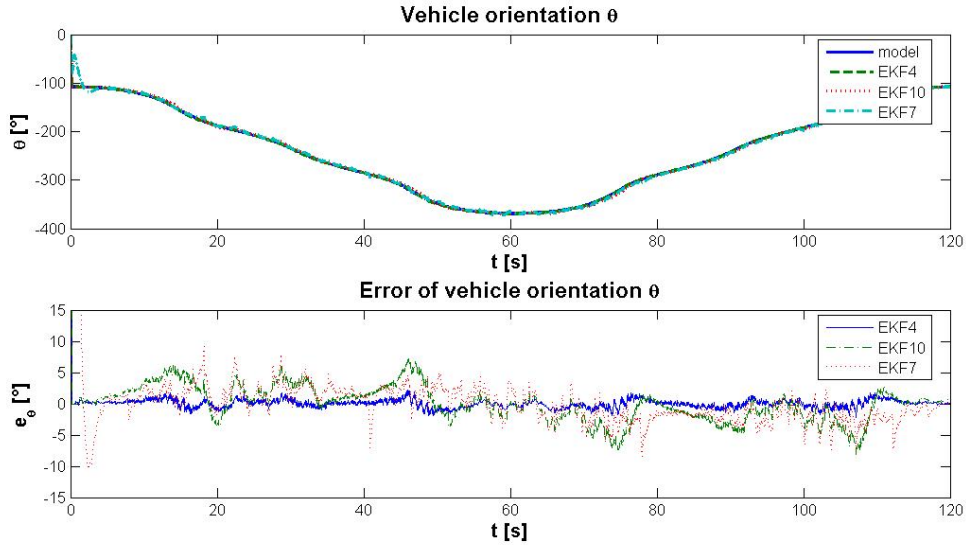 Vehicle orientation θ
0
-100
-200
-300
-400
θ [°]
model
EKF4
EKF10
EKF7
0 20 40 60 80 100 120
t [s]
Error of vehicle orientation θ
15
10
5
0
-5
-10
-15
e_θ
EKF4
EKF10
EKF7
0 20 40 60 80 100 120
t [s]